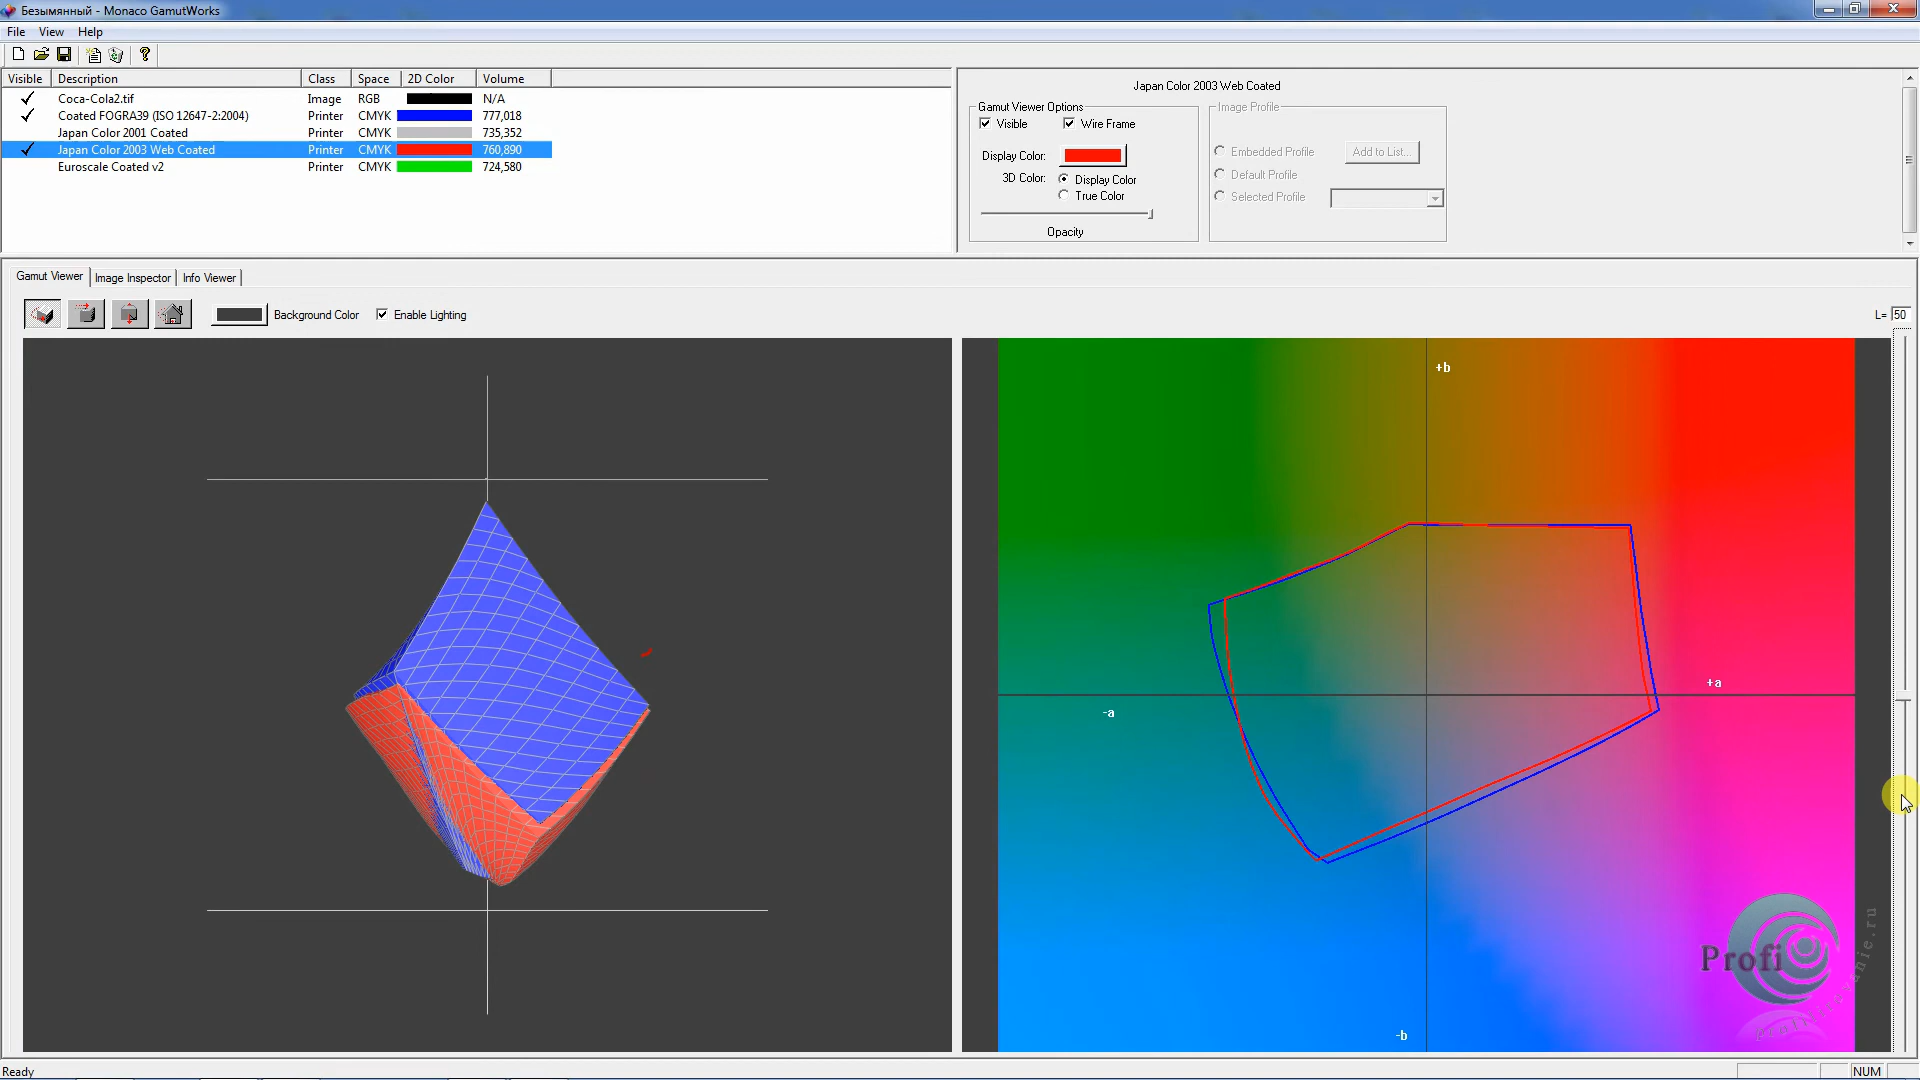 Безымянный - Monaco GamutWorks
File View Help
Visible Description Class Space 2D Color Volume
Coca-Cola2.tif Image RGB N/A
Coated FOGRA39 (ISO 12647-2:2004) Printer CMYK 777,018
Japan Color 2001 Coated Printer CMYK 735,352
Japan Color 2003 Web Coated Printer CMYK 760,890
Euroscale Coated v2 Printer CMYK 724,580
Japan Color 2003 Web Coated
Gamut Viewer Options
Visible Wire Frame
Display Color:
3D Color: Display Color
True Color
Opacity
Image Profile
Embedded Profile Add to List...
Default Profile
Selected Profile
Gamut Viewer Image Inspector Info Viewer
Background Color Enable Lighting
L= 50
+b
+a
-a
-b
Profi
profilirovanie.ru
Ready
NUM